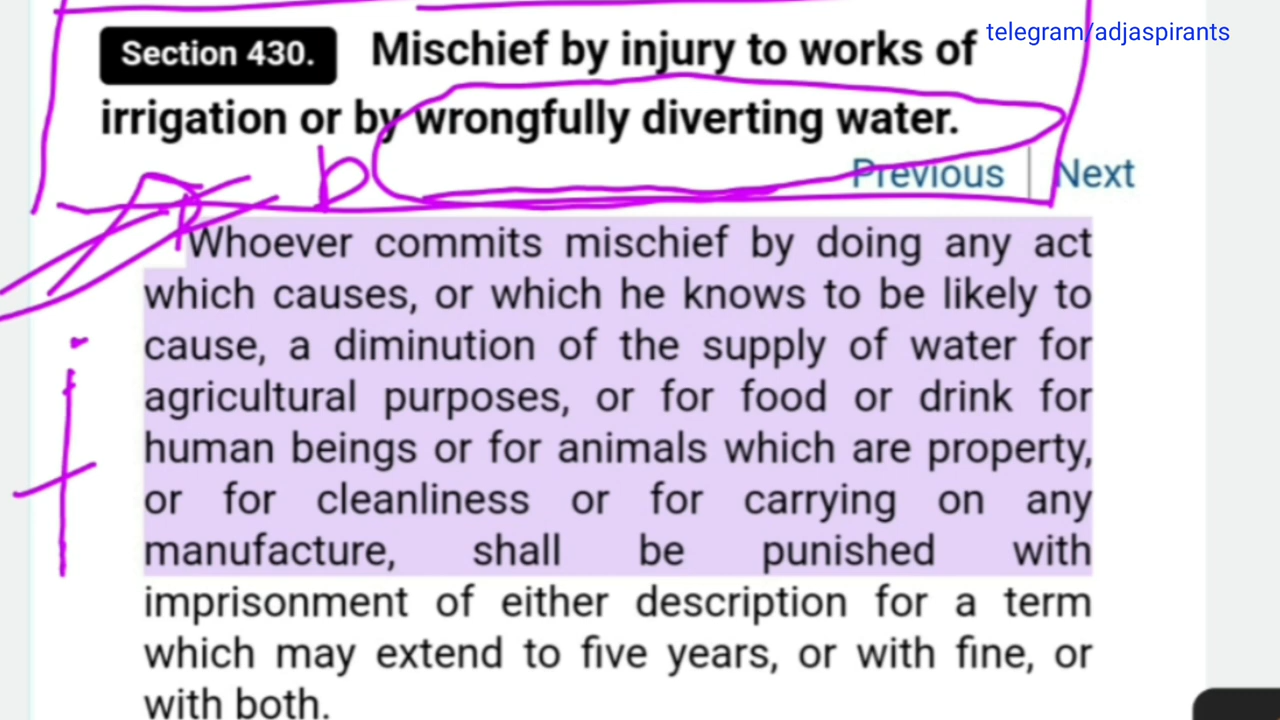 telegram/adjaspirants
Section 430. Mischief by injury to works of
irrigation or by wrongfully diverting water.
Previous | Next
Whoever commits mischief by doing any act
which causes, or which he knows to be likely to
cause, a diminution of the supply of water for
agricultural purposes, or for food or drink for
human beings or for animals which are property,
or for cleanliness or for carrying on any
manufacture, shall be punished with
imprisonment of either description for a term
which may extend to five years, or with fine, or
with both.